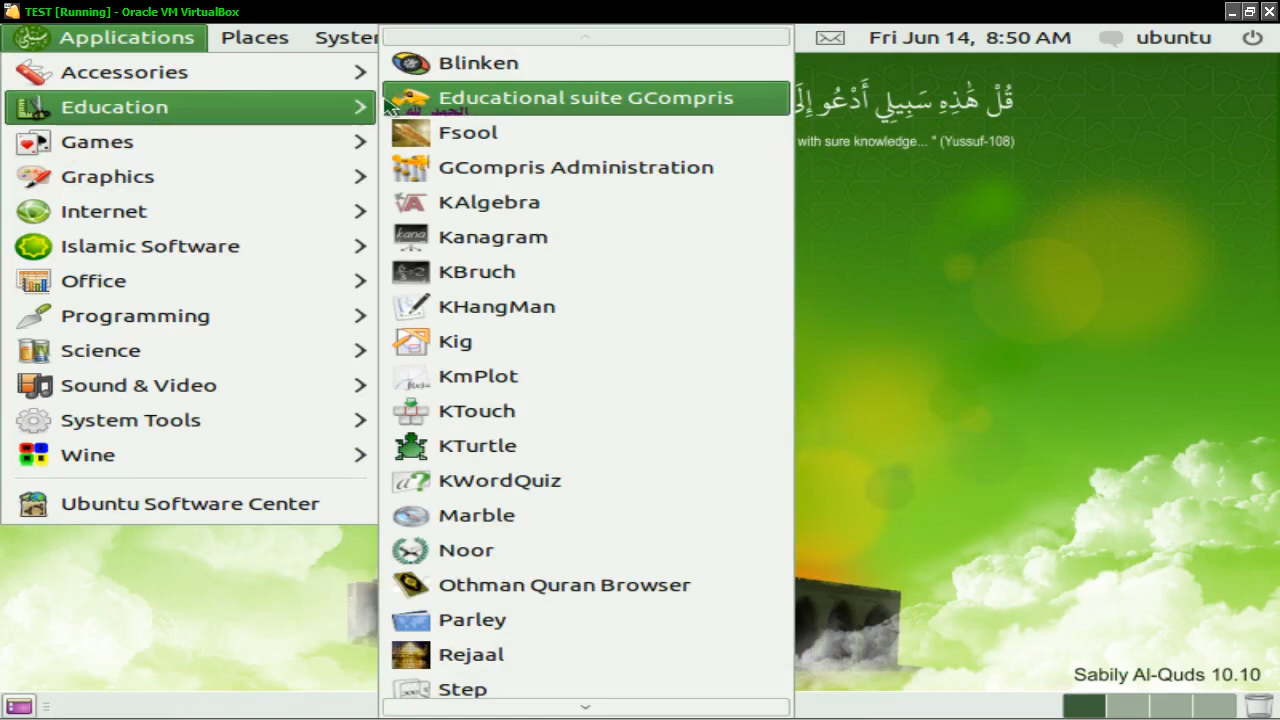 TEST [Running] - Oracle VM VirtualBox
Applications Places
Fri Jun 14, 8:50 AM ubuntu
Accessories
Education
Games
Graphics
Internet
Islamic Software
Office
Programming
Science
Sound & Video
System Tools
Wine
Ubuntu Software Center
Blinken
Educational suite GCompris
الحمد لله
Fsool
GCompris Administration
KAlgebra
Kanagram
KBruch
KHangMan
Kig
KmPlot
KTouch
KTurtle
KWordQuiz
Marble
Noor
Othman Quran Browser
Parley
Rejaal
Step
قُلْ هَٰذِهِ سَبِيلِي أَدْعُو
with sure knowledge... " (Yussuf-108)
Sabily Al-Quds 10.10